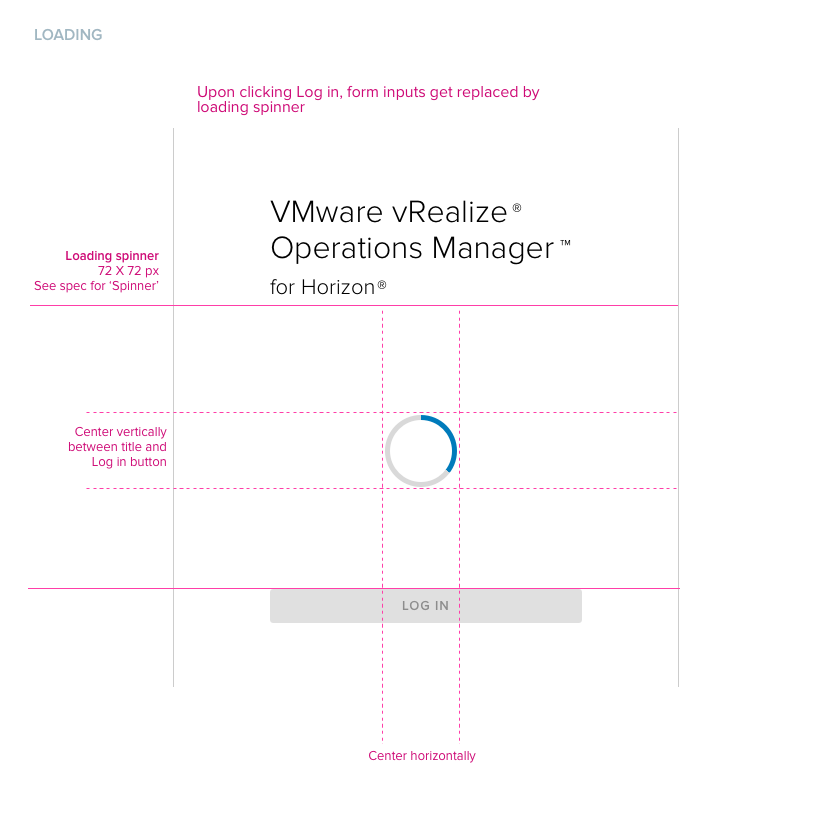 LOADING
Upon clicking Log in, form inputs get replaced by
loading spinner
VMware vRealize®
Operations Manager™
for Horizon®
Loading spinner
72 X 72 px
See spec for ‘Spinner’
Center vertically
between title and
Log in button
LOG IN
Center horizontally